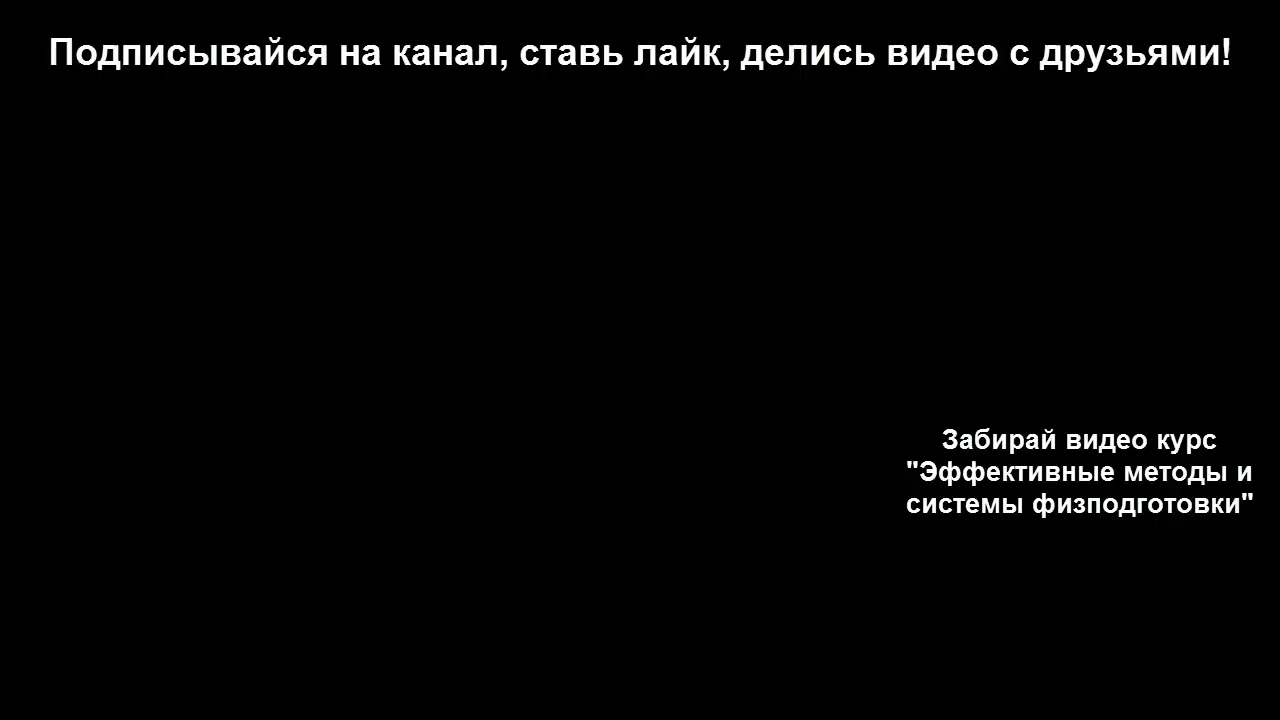 Подписывайся на канал, ставь лайк, делись видео с друзьями!
Забирай видео курс
"Эффективные методы и
системы физподготовки"